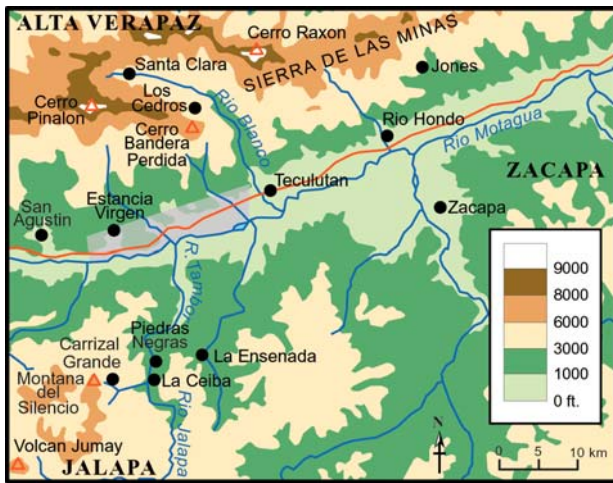 ALTA VERAPAZ
Cerro Raxon
SIERRA DE LAS MINAS
Santa Clara
Jones
Los
Cedros
Cerro
Pinalon
Rio Blanco
Cerro
Bandera
Perdida
Rio Hondo
Rio Motagua
ZACAPA
Teculutan
Estancia
Virgen
San
Agustin
Zacapa
R. Tambor
9000
8000
6000
3000
1000
0 ft.
Piedras
Negras
Carrizal
Grande
La Ensenada
Montana
del
Silencio
La Ceiba
Rio Jalapa
Volcan Jumay
JALAPA
N
0 5 10 km